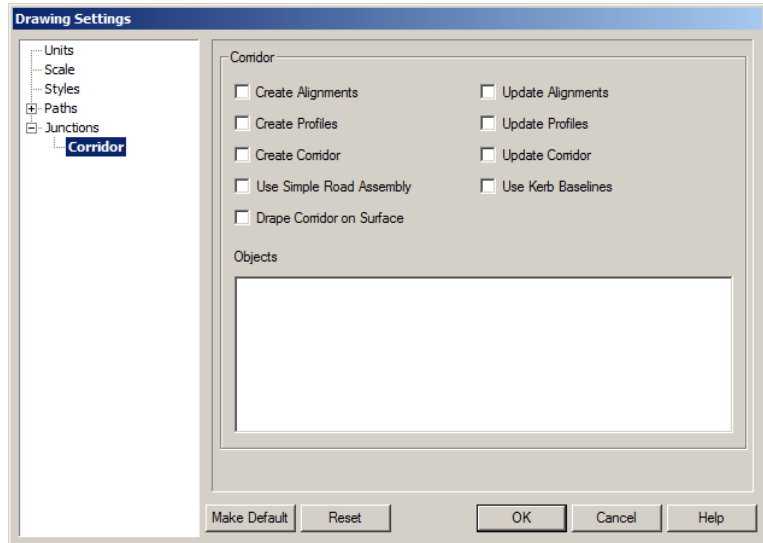 Drawing Settings
Units
Scale
Styles
Paths
Junctions
Corridor
Corridor
Create Alignments
Update Alignments
Create Profiles
Update Profiles
Create Corridor
Update Corridor
Use Simple Road Assembly
Use Kerb Baselines
Drape Corridor on Surface
Objects
Make Default
Reset
OK
Cancel
Help